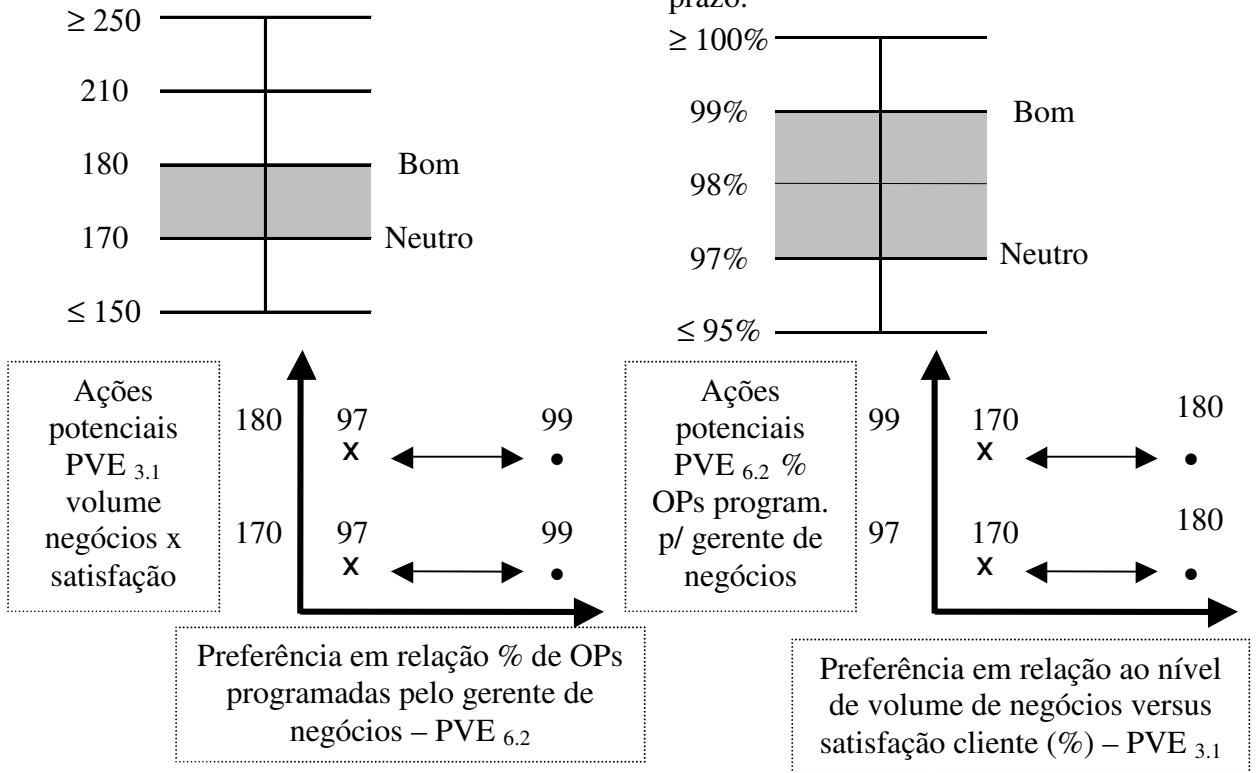 prazo.
≥ 250
210
180
Bom
170
Neutro
≤ 150
≥ 100%
99%
Bom
98%
97%
Neutro
≤ 95%
Ações
potenciais
PVE 3.1
volume
negócios x
satisfação
180
97
x
99
•
170
97
x
99
•
Preferência em relação % de OPs
programadas pelo gerente de
negócios – PVE 6.2
Ações
potenciais
PVE 6.2 %
OPs program.
p/ gerente de
negócios
99
170
x
180
•
97
170
x
180
•
Preferência em relação ao nível
de volume de negócios versus
satisfação cliente (%) – PVE 3.1